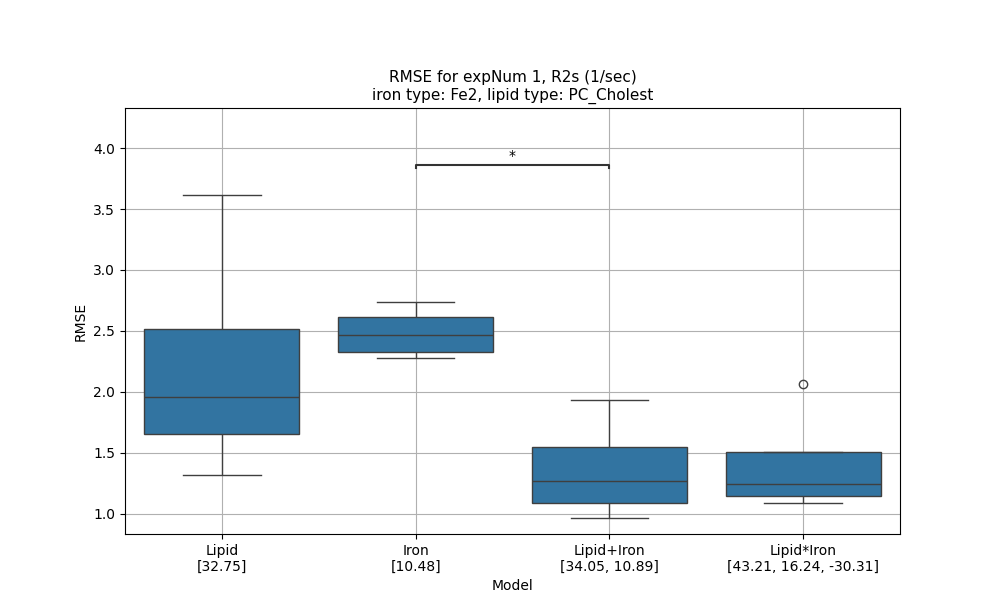 RMSE for expNum 1, R2s (1/sec)
iron type: Fe2, lipid type: PC_Cholest
*
4.0
3.5
3.0
2.5
2.0
1.5
1.0
RMSE
Lipid
[32.75]
Iron
[10.48]
Lipid+Iron
[34.05, 10.89]
Lipid*Iron
[43.21, 16.24, -30.31]
Model